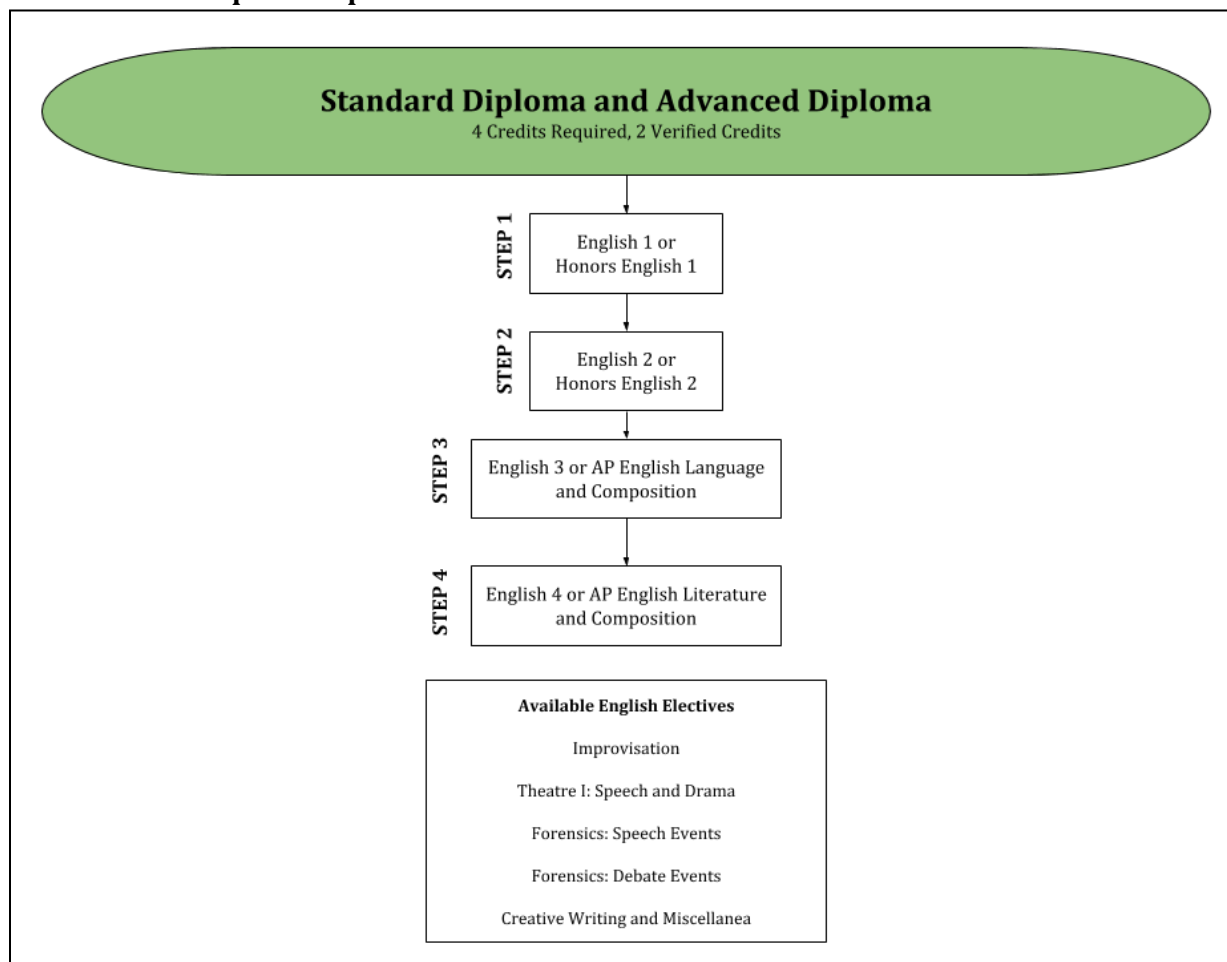 Standard Diploma and Advanced Diploma
4 Credits Required, 2 Verified Credits
STEP 1
English 1 or
Honors English 1
STEP 2
English 2 or
Honors English 2
STEP 3
English 3 or AP English Language
and Composition
STEP 4
English 4 or AP English Literature
and Composition
Available English Electives
Improvisation
Theatre I: Speech and Drama
Forensics: Speech Events
Forensics: Debate Events
Creative Writing and Miscellanea